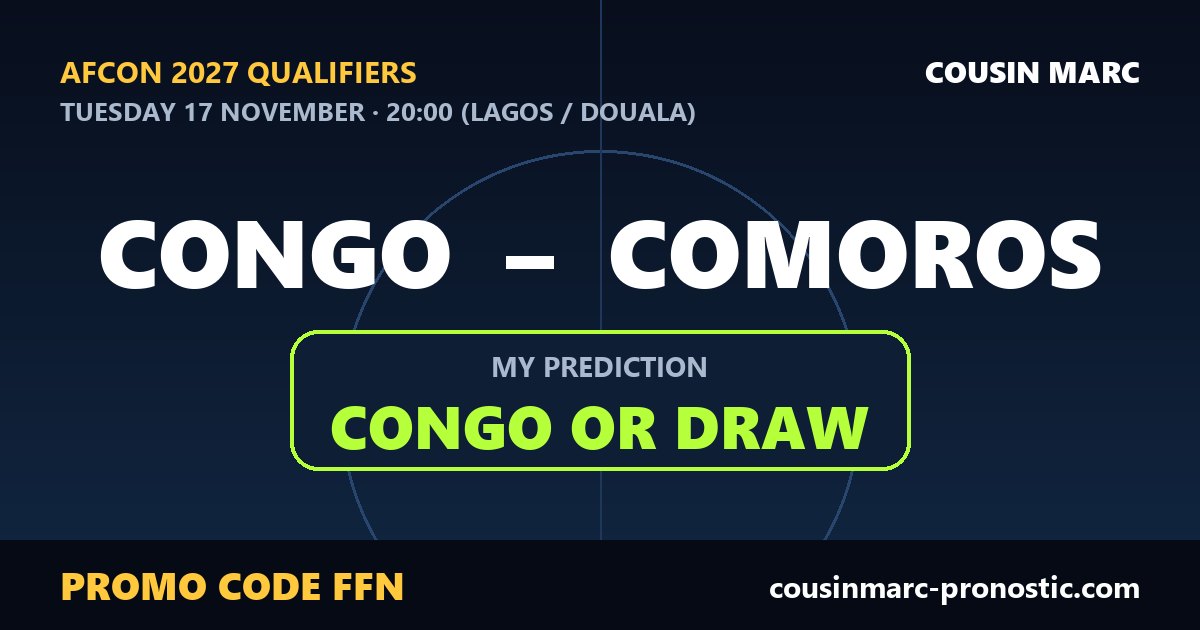 AFCON 2027 QUALIFIERS
COUSIN MARC
TUESDAY 17 NOVEMBER · 20:00 (LAGOS / DOUALA)
CONGO – COMOROS
MY PREDICTION
CONGO OR DRAW
PROMO CODE FFN
cousinmarc-pronostic.com